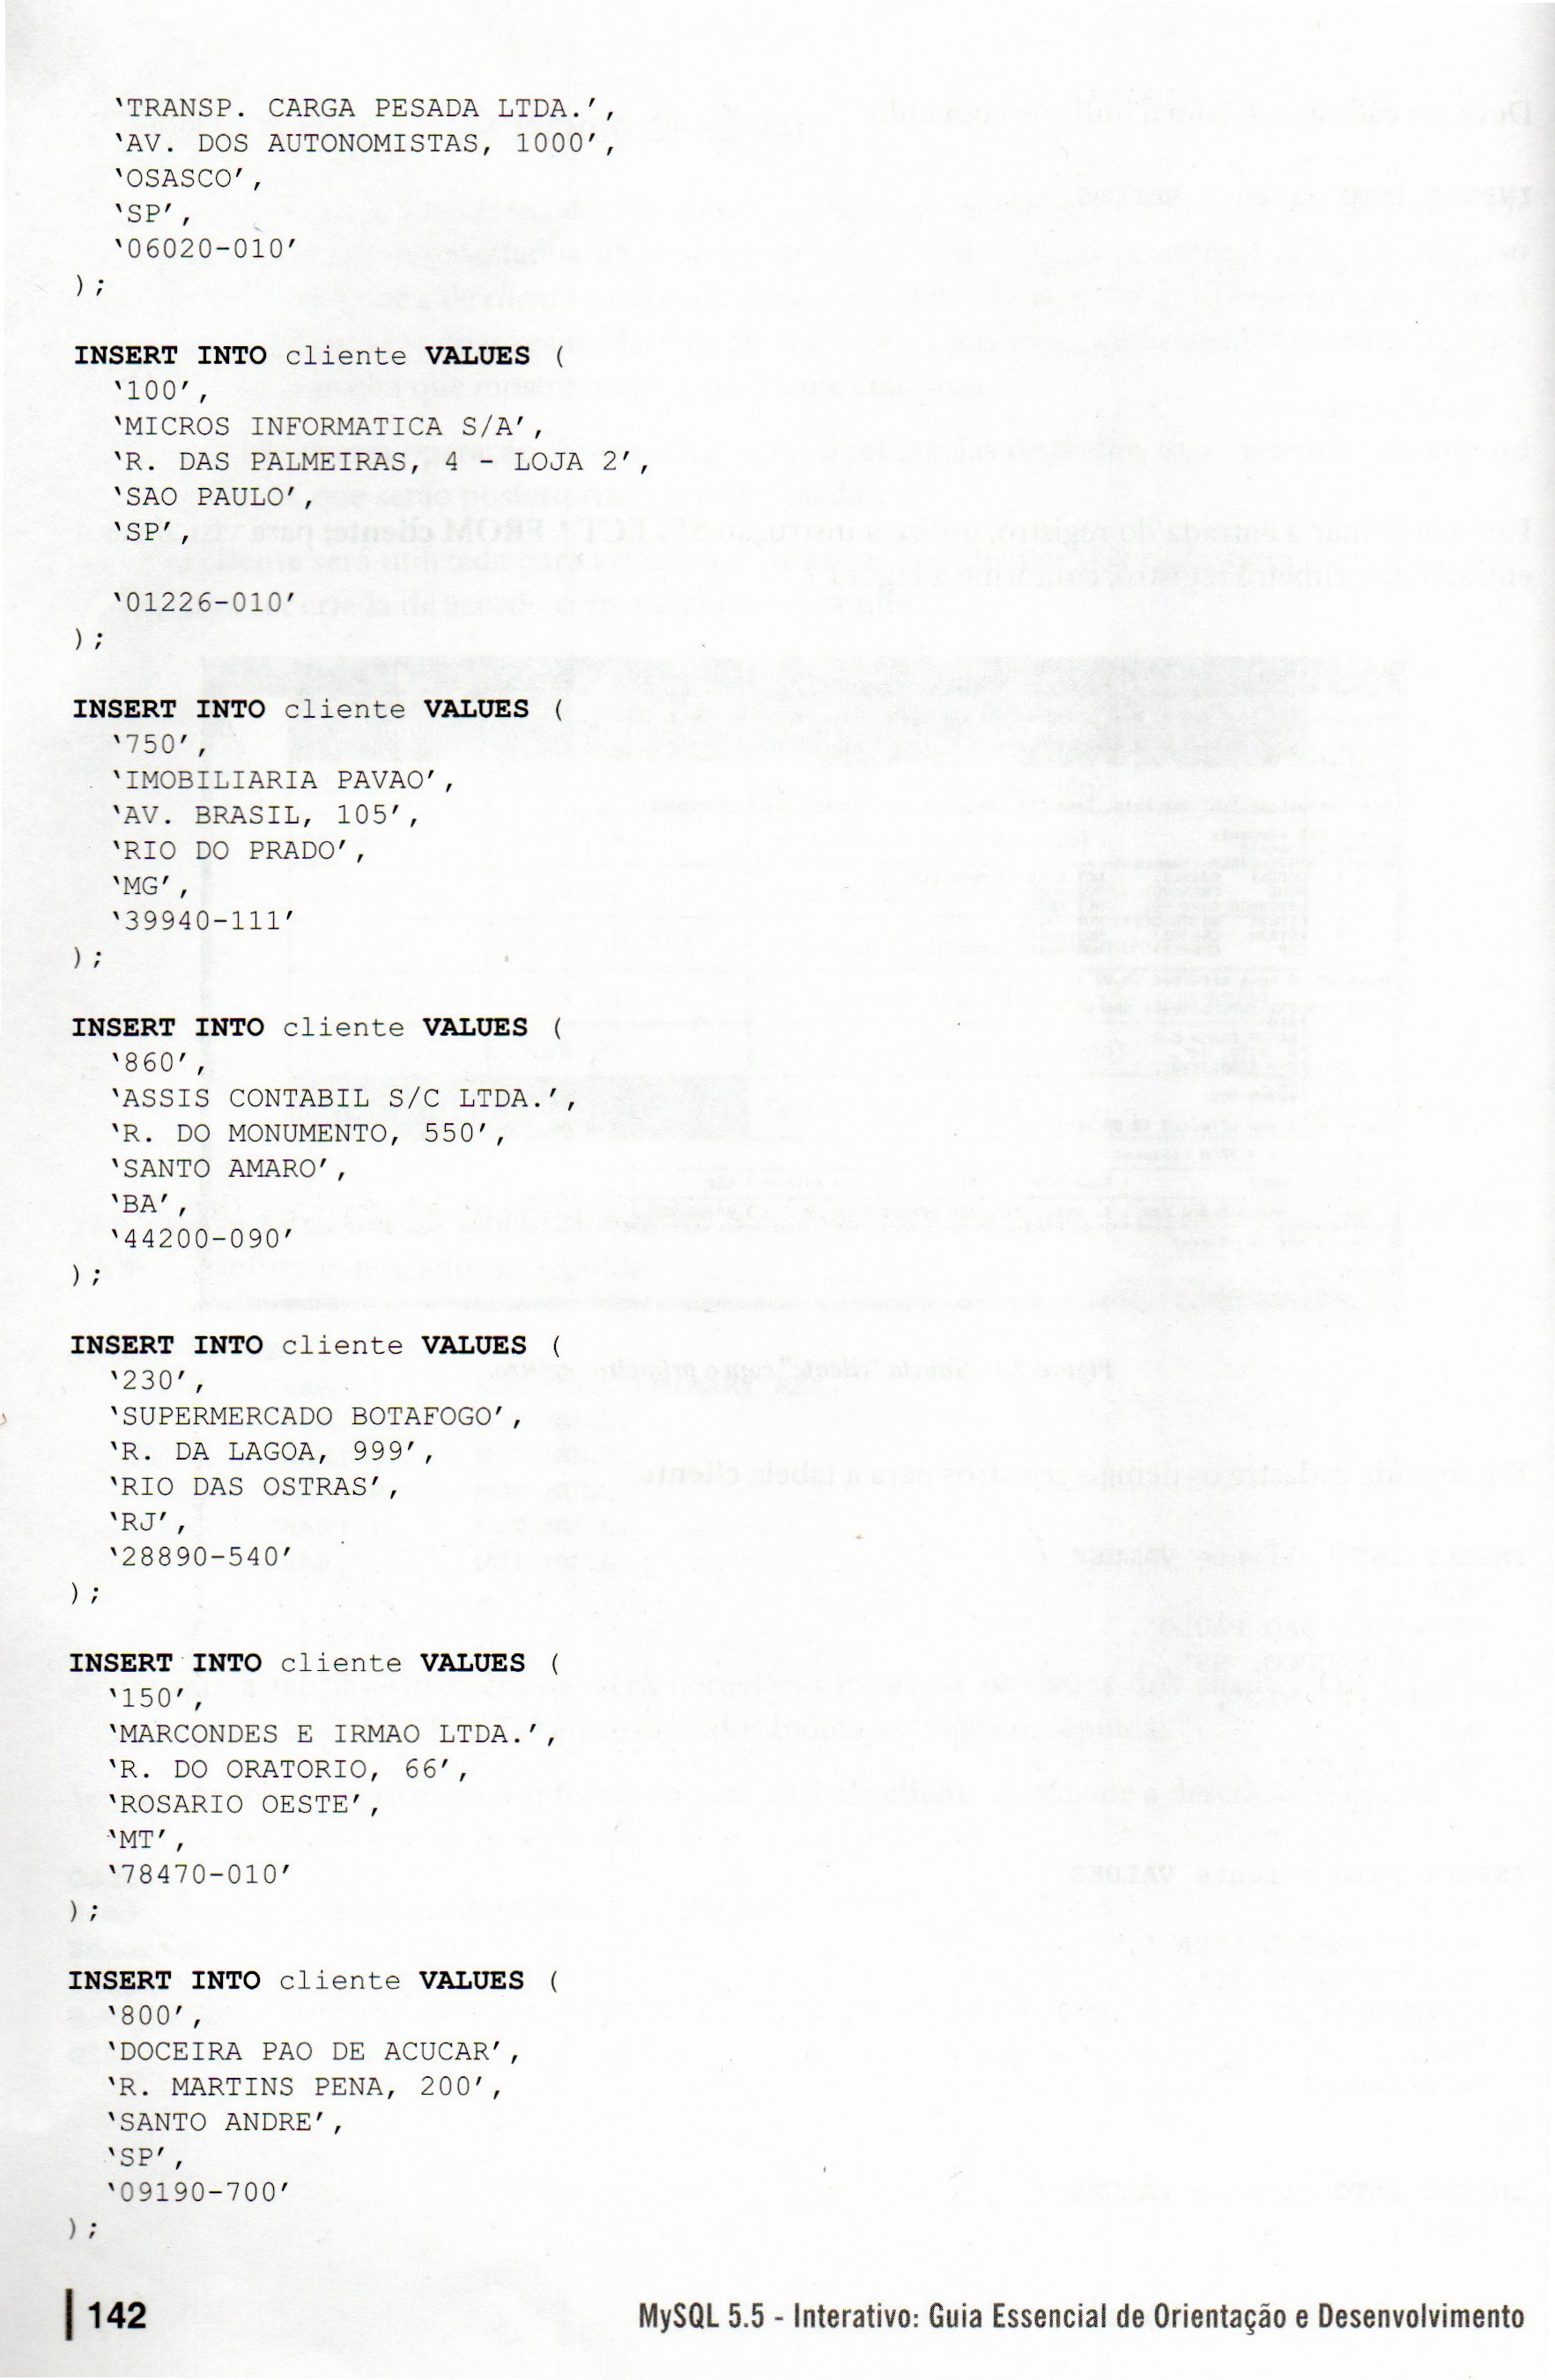 ‘TRANSP. CARGA PESADA LTDA.’,
‘AV. DOS AUTONOMISTAS, 1000’,
‘OSASCO’,
‘SP’,
‘06020-010’
);
INSERT INTO cliente VALUES (
‘100’,
‘MICROS INFORMATICA S/A’,
‘R. DAS PALMEIRAS, 4 - LOJA 2’,
‘SAO PAULO’,
‘SP’,
‘01226-010’
);
INSERT INTO cliente VALUES (
‘750’,
‘IMOBILIARIA PAVAO’,
‘AV. BRASIL, 105’,
‘RIO DO PRADO’,
‘MG’,
‘39940-111’
);
INSERT INTO cliente VALUES (
‘860’,
‘ASSIS CONTABIL S/C LTDA.’,
‘R. DO MONUMENTO, 550’,
‘SANTO AMARO’,
‘BA’,
‘44200-090’
);
INSERT INTO cliente VALUES (
‘230’,
‘SUPERMERCADO BOTAFOGO’,
‘R. DA LAGOA, 999’,
‘RIO DAS OSTRAS’,
‘RJ’,
‘28890-540’
);
INSERT INTO cliente VALUES (
‘150’,
‘MARCONDES E IRMAO LTDA.’,
‘R. DO ORATORIO, 66’,
‘ROSARIO OESTE’,
‘MT’,
‘78470-010’
);
INSERT INTO cliente VALUES (
‘800’,
‘DOCEIRA PAO DE ACUCAR’,
‘R. MARTINS PENA, 200’,
‘SANTO ANDRE’,
‘SP’,
‘09190-700’
);
142 MySQL 5.5 - Interativo: Guia Essencial de Orientação e Desenvolvimento